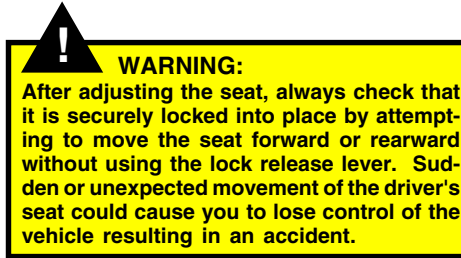 !
WARNING:
After adjusting the seat, always check that
it is securely locked into place by attempt-
ing to move the seat forward or rearward
without using the lock release lever. Sud-
den or unexpected movement of the driver's
seat could cause you to lose control of the
vehicle resulting in an accident.